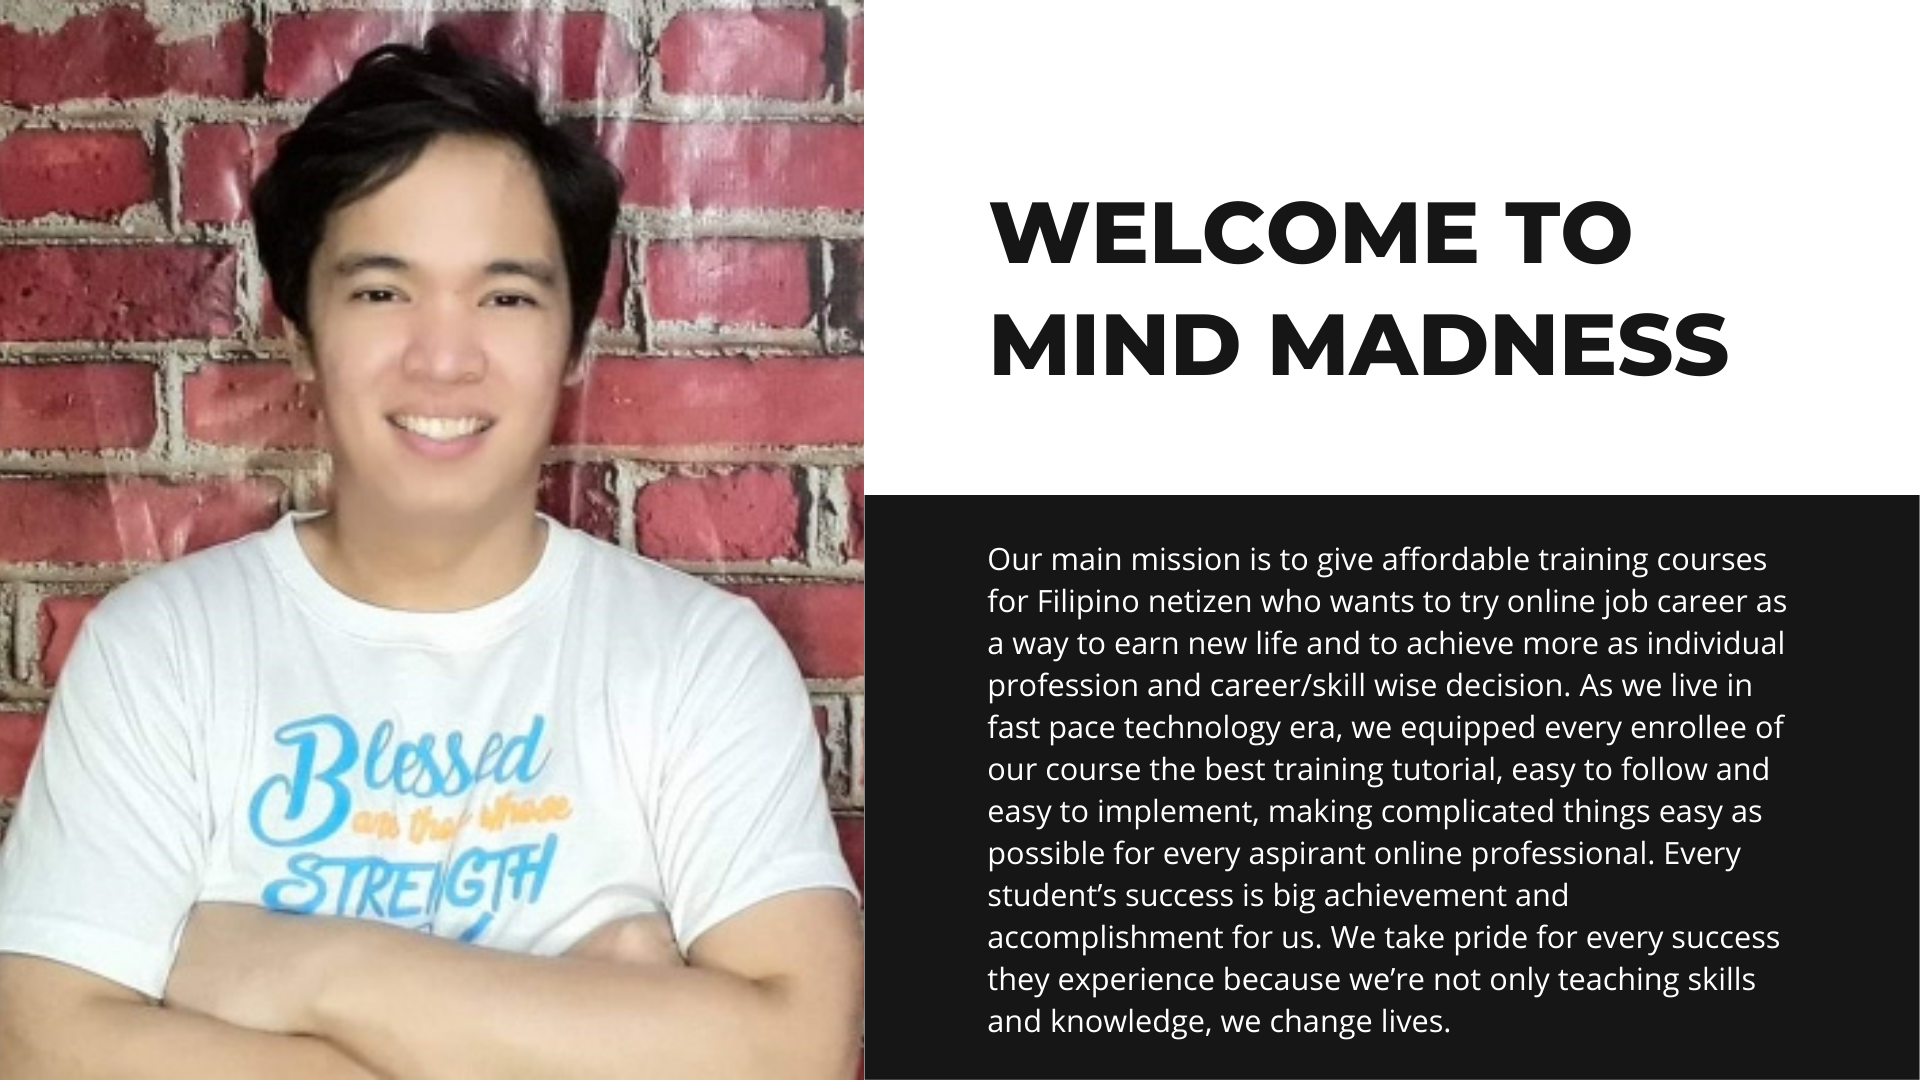 WELCOME TO
MIND MADNESS
Our main mission is to give affordable training courses
for Filipino netizen who wants to try online job career as
a way to earn new life and to achieve more as individual
profession and career/skill wise decision. As we live in
fast pace technology era, we equipped every enrollee of
our course the best training tutorial, easy to follow and
easy to implement, making complicated things easy as
possible for every aspirant online professional. Every
student’s success is big achievement and
accomplishment for us. We take pride for every success
they experience because we’re not only teaching skills
and knowledge, we change lives.
Blessed
whose
STRENGTH